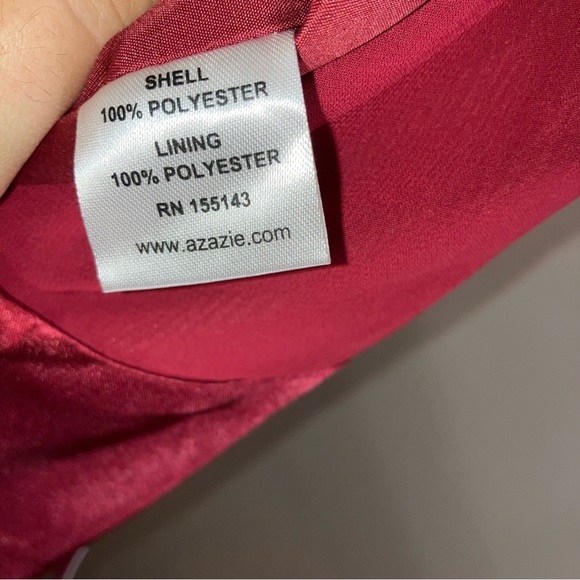 SHELL
100% POLYESTER
LINING
100% POLYESTER
RN 155143
www.azazie.com